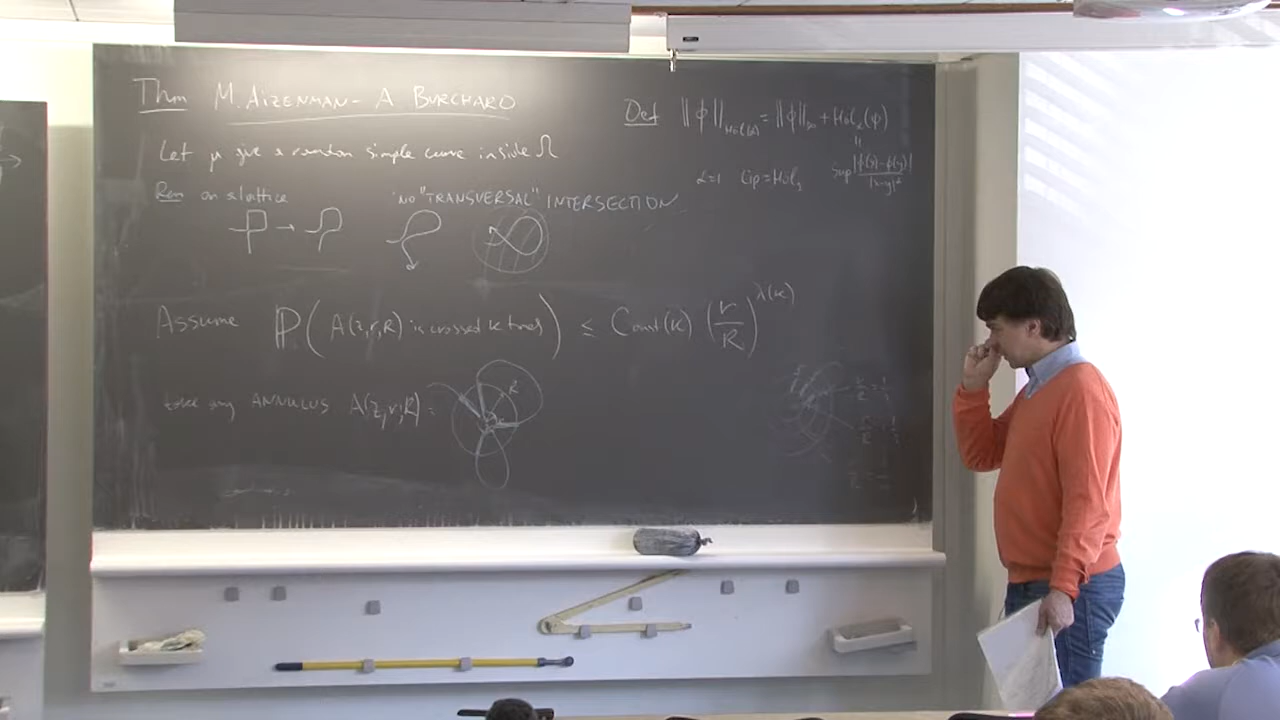 Thm M. AIZENMAN - A BURCHARD
Let μ give a random simple curve inside Ω
Rem on a lattice "NO "TRANSVERSAL" INTERSECTION
Assume ℙ( A(z,r,R) is crossed k times ) ≤ Const(k) (r/R)^λ(k)
take any ANNULUS A(z,r,R) =
R
Def ||φ||_Höl(α) = ||φ||_∞ + Höl_α(φ)
=
α=1 Lip = Höl_1 Sup |φ(x)-φ(y)| / |x-y|^α